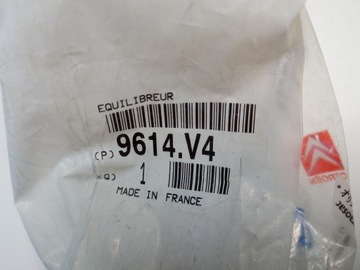 EQUILIBREUR
(P) 9614.V4
(Q) 1
MADE IN FRANCE